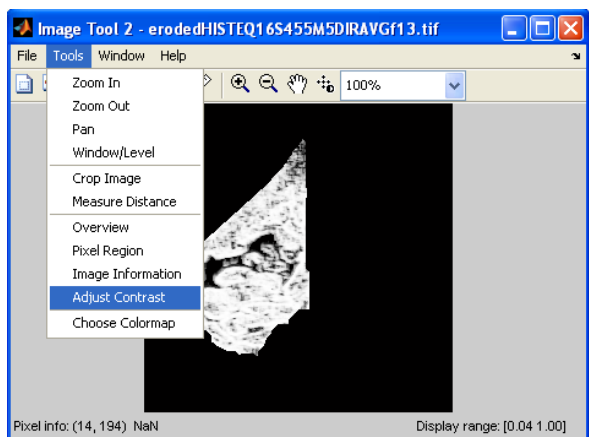 Image Tool 2 - erodedHISTEQ16S455M5DIRAVGf13.tif
File Tools Window Help
100%
Zoom In
Zoom Out
Pan
Window/Level
Crop Image
Measure Distance
Overview
Pixel Region
Image Information
Adjust Contrast
Choose Colormap
Pixel info: (14, 194) NaN Display range: [0.04 1.00]